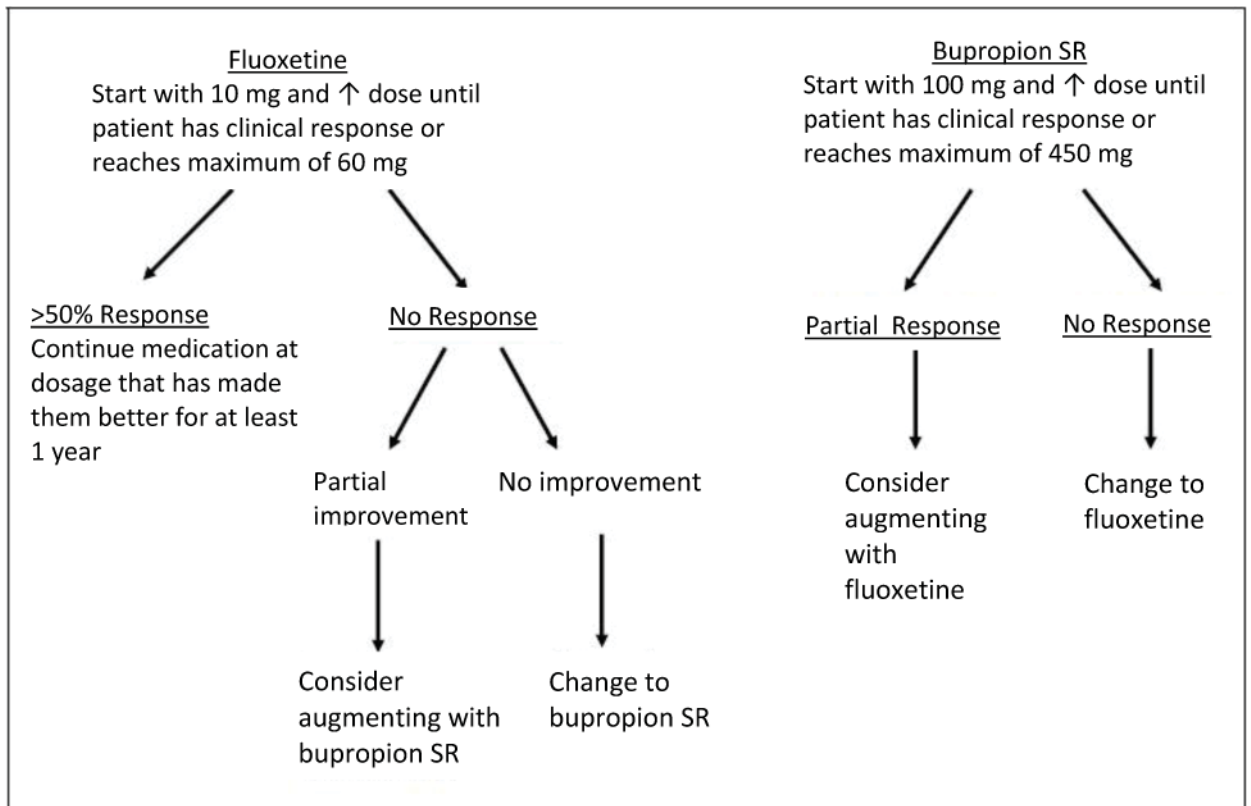 Fluoxetine
Start with 10 mg and ↑ dose until
patient has clinical response or
reaches maximum of 60 mg
>50% Response
Continue medication at
dosage that has made
them better for at least
1 year
No Response
Partial
improvement
No improvement
Consider
augmenting with
bupropion SR
Change to
bupropion SR
Bupropion SR
Start with 100 mg and ↑ dose until
patient has clinical response or
reaches maximum of 450 mg
Partial Response
No Response
Consider
augmenting
with
fluoxetine
Change to
fluoxetine